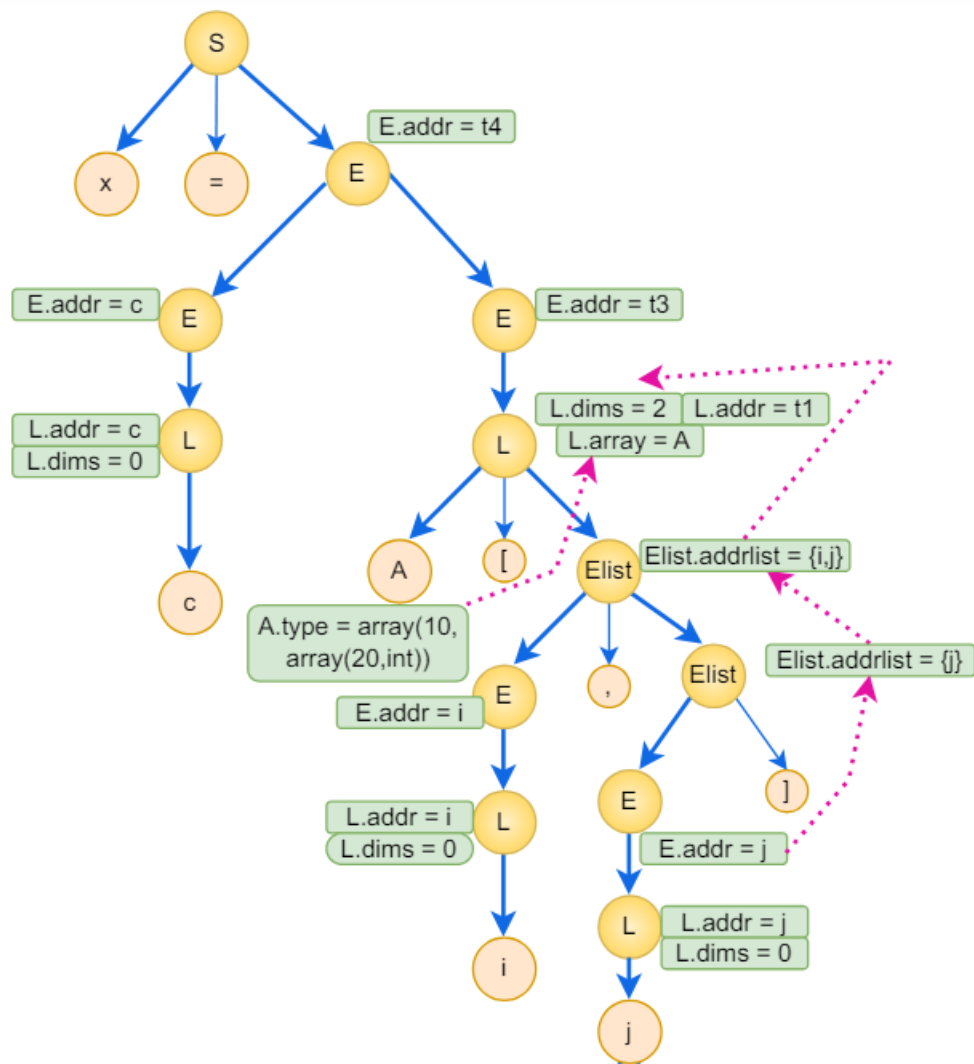 S
E.addr = t4
x
=
E
E.addr = c
E
E
E.addr = t3
L.dims = 2
L.addr = t1
L.array = A
L.addr = c
L.dims = 0
L
L
A
[
Elist
Elist.addrlist = {i,j}
c
A.type = array(10,
array(20,int))
E
,
Elist
Elist.addrlist = {j}
E.addr = i
E
]
L.addr = i
L.dims = 0
L
E.addr = j
L
L.addr = j
L.dims = 0
i
j